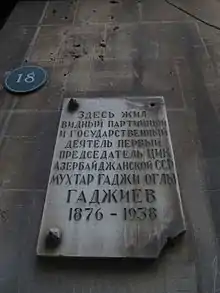 18
ЗДЕСЬ ЖИЛ
ВИДНЫЙ ПАРТИЙНЫЙ
И ГОСУДАРСТВЕННЫЙ
ДЕЯТЕЛЬ ПЕРВЫЙ
ПРЕДСЕДАТЕЛЬ ЦИК
АЗЕРБАЙДЖАНСКОЙ ССР
МУХТАР ГАДЖИ ОГЛЫ
ГАДЖИЕВ
1876 - 1938